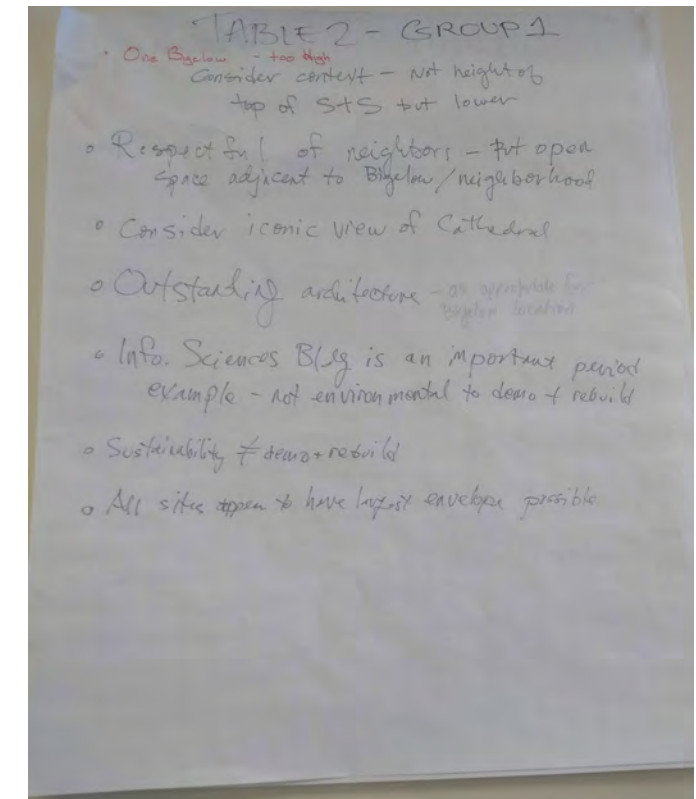 TABLE 2 - GROUP 1
• One Bigelow - too high
Consider context - Not height of
top of S+S but lower
o Respectful of neighbors - Put open
space adjacent to Bigelow/neighborhood
o Consider iconic view of Cathedral
o Outstanding architecture - as appropriate for
Bigelow location
o Info. Sciences Bldg is an important period
example - not environmental to demo + rebuild
o Sustainability ≠ demo + rebuild
o All sites appear to have largest envelope possible